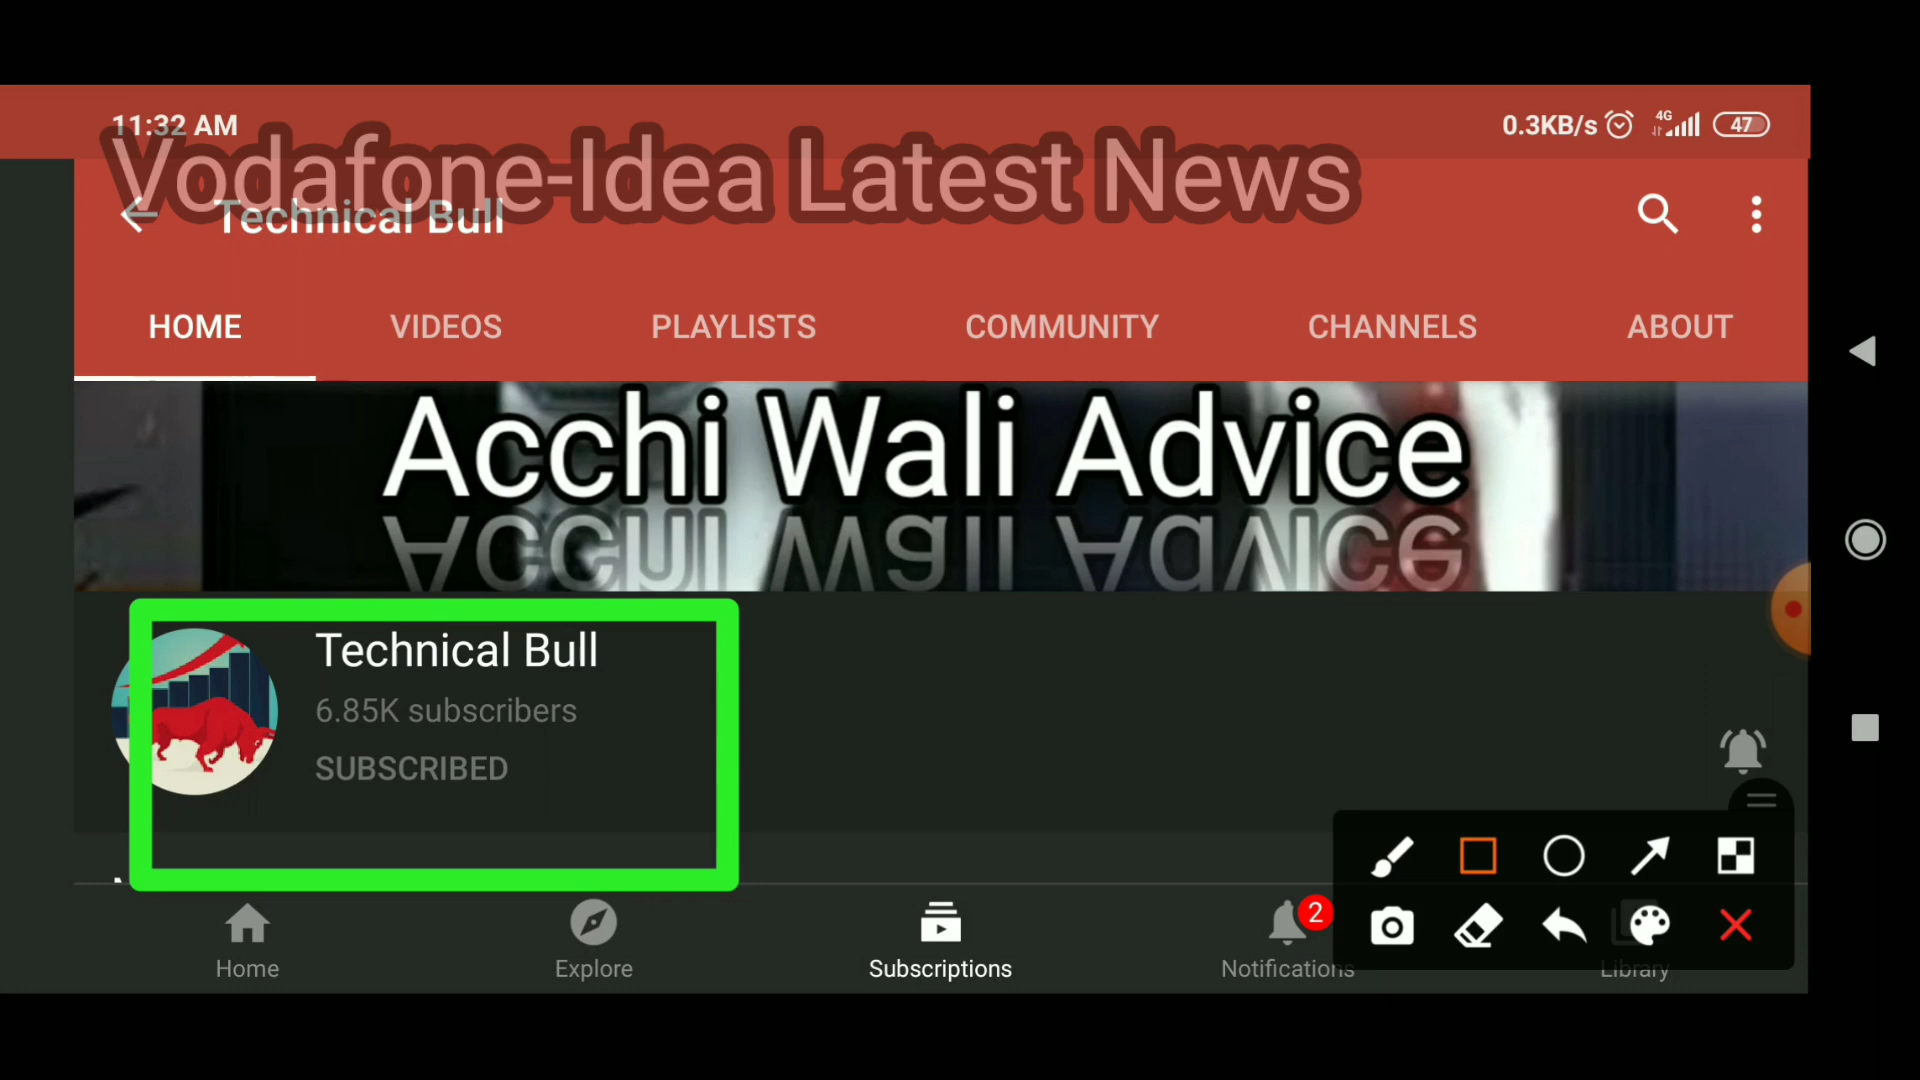 11:32 AM
0.3KB/s 4G 47
Vodafone-Idea Latest News
Technical Bull
HOME VIDEOS PLAYLISTS COMMUNITY CHANNELS ABOUT
Acchi Wali Advice
Technical Bull
6.85K subscribers
SUBSCRIBED
2
Home Explore Subscriptions Notifications Library